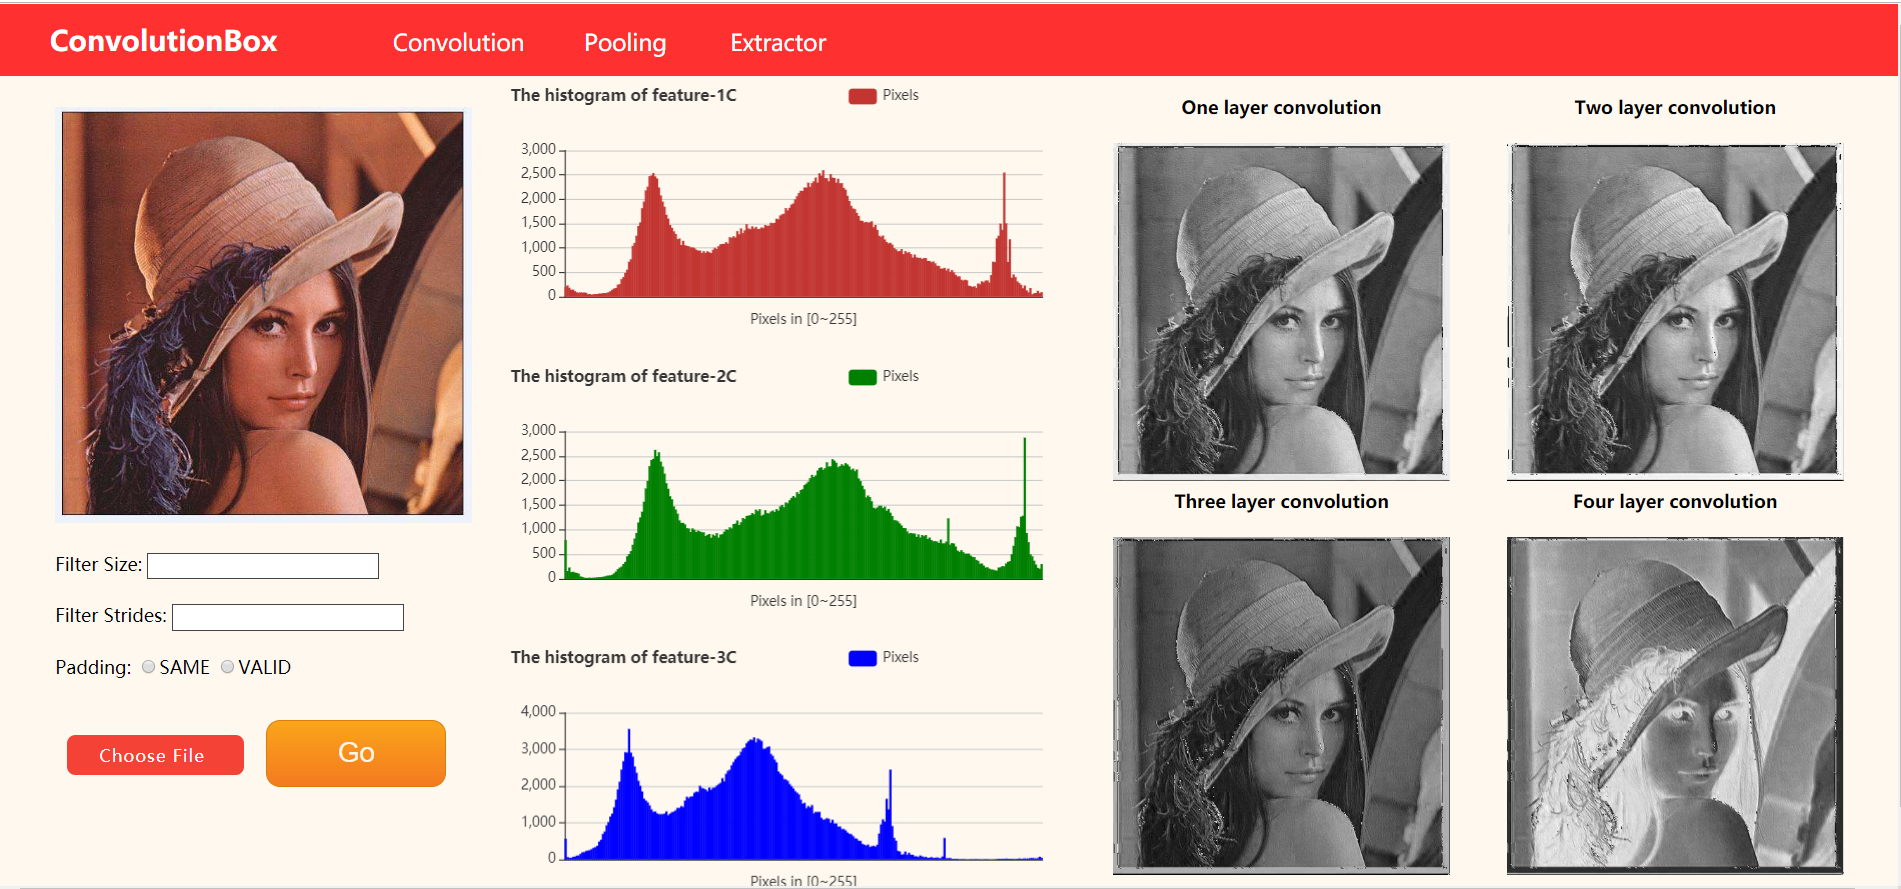 ConvolutionBox Convolution Pooling Extractor
Filter Size:
Filter Strides:
Padding: SAME VALID
Choose File Go
The histogram of feature-1C Pixels
3,000
2,500
2,000
1,500
1,000
500
0
Pixels in [0~255]
The histogram of feature-2C Pixels
3,000
2,500
2,000
1,500
1,000
500
0
Pixels in [0~255]
The histogram of feature-3C Pixels
4,000
3,000
2,000
1,000
0
Pixels in [0~255]
One layer convolution Two layer convolution
Three layer convolution Four layer convolution